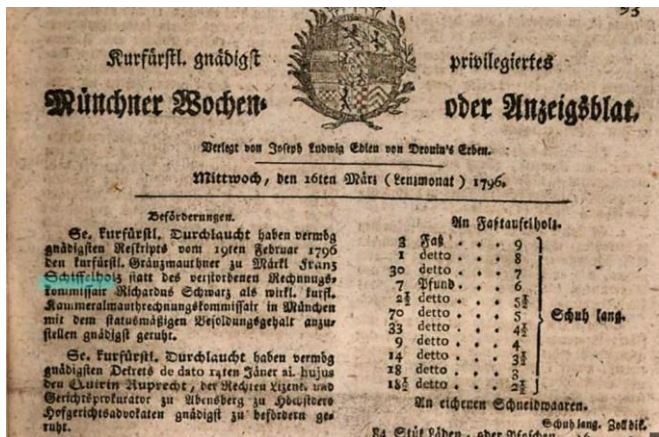 93
Kurfürstl. gnädigst privilegiertes
Münchner Wochen- oder Anzeigsblat.
Verlegt von Joseph Ludwig Edlen von Drouin's Erben.
Mittwoch, den 16ten März (Lenzmonat) 1796.
Beförderungen.
Se. kurfürstl. Durchlaucht haben vermög
gnädigsten Reskripts vom 19ten Februar 1796
den kurfürstl. Gränzmauthner zu Märkl Franz
Schiffelholz statt des verstorbenen Rechnungs-
kommissair Richardus Schwarz als wirkl. kurfl.
Kammeralmauthrechnungskommissair in München
mit dem statusmäßigen Besoldungsgehalt anzu-
stellen gnädigst geruht.
Se. kurfürstl. Durchlaucht haben vermög
gnädigsten Dekrets de dato 14ten Jäner ai. hujus
den Quirin Ruprecht, der Rechten Lizent. und
Gerichtsprokurator zu Abensberg zu Höchstdero
Hofgerichtsadvokaten gnädigst zu befördern ge-
ruht.
An Faßtaufelholz.
3 Faß . . . 9
1 detto . . . 8
30 detto . . . 7
7 Pfund . . . 6
2½ detto . . . 5½
70 detto . . . 5
33 detto . . . 4½
9 detto . . . 4
14 detto . . . 3½
18 detto . . . 3
18½ detto . . . 2½
Schuh lang.
An eichenen Schneidwaaren.
Schuh lang. Zoll dik.
84 Stük Läden, oder